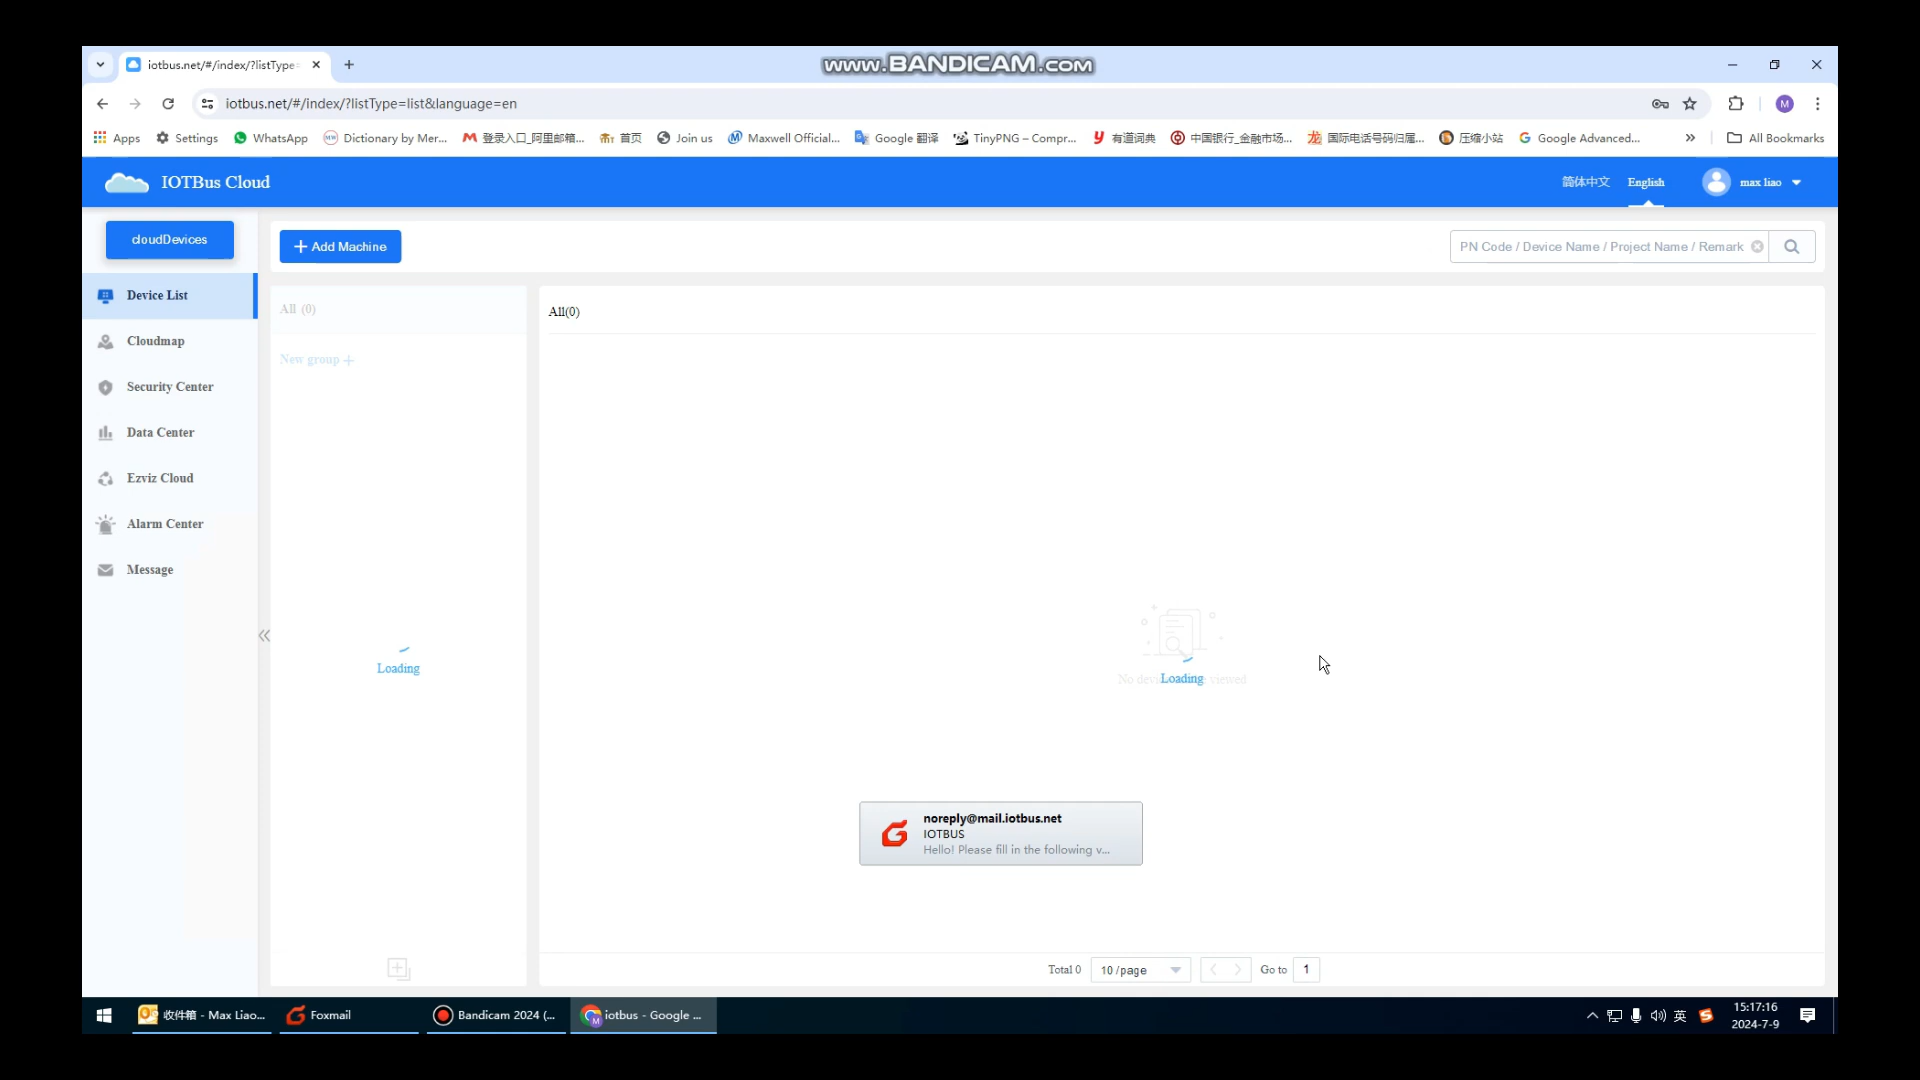 iotbus.net/#/index/?listType=
www.BANDICAM.com
iotbus.net/#/index/?listType=list&language=en
M
Apps
Settings
WhatsApp
Dictionary by Mer...
登录入口_阿里邮箱...
首页
Join us
Maxwell Official...
Google 翻译
TinyPNG – Compr...
有道词典
中国银行_金融市场...
国际电话号码归属...
压缩小站
Google Advanced...
»
All Bookmarks
IOTBus Cloud
简体中文
English
max liao
cloudDevices
+ Add Machine
PN Code / Device Name / Project Name / Remark
Device List
All (0)
All(0)
Cloudmap
New group +
Security Center
Data Center
Ezviz Cloud
Alarm Center
Message
Loading
Loading
noreply@mail.iotbus.net
IOTBUS
Hello! Please fill in the following v...
Total 0
10 /page
Go to
1
收件箱 - Max Liao...
Foxmail
Bandicam 2024 (...
iotbus - Google ...
英
15:17:16
2024-7-9